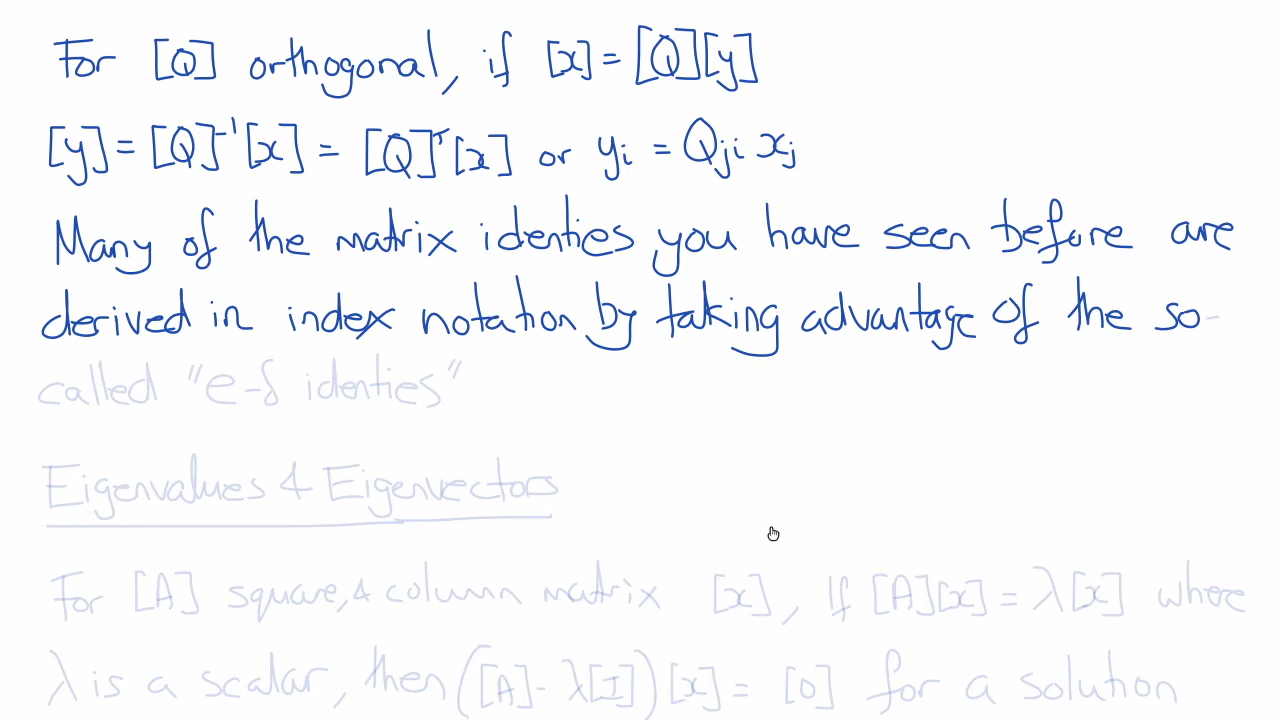 For [Q] orthogonal, if [x] = [Q][y]
[y] = [Q]⁻¹[x] = [Q]ᵀ[x] or yᵢ = Qⱼᵢ xⱼ
Many of the matrix identies you have seen before are
derived in index notation by taking advantage of the so-
called "e-δ identies"
Eigenvalues & Eigenvectors
For [A] square, & column matrix [x], If [A][x] = λ[x] where
λ is a scalar, then ([A] - λ[I])[x] = [0] for a solution